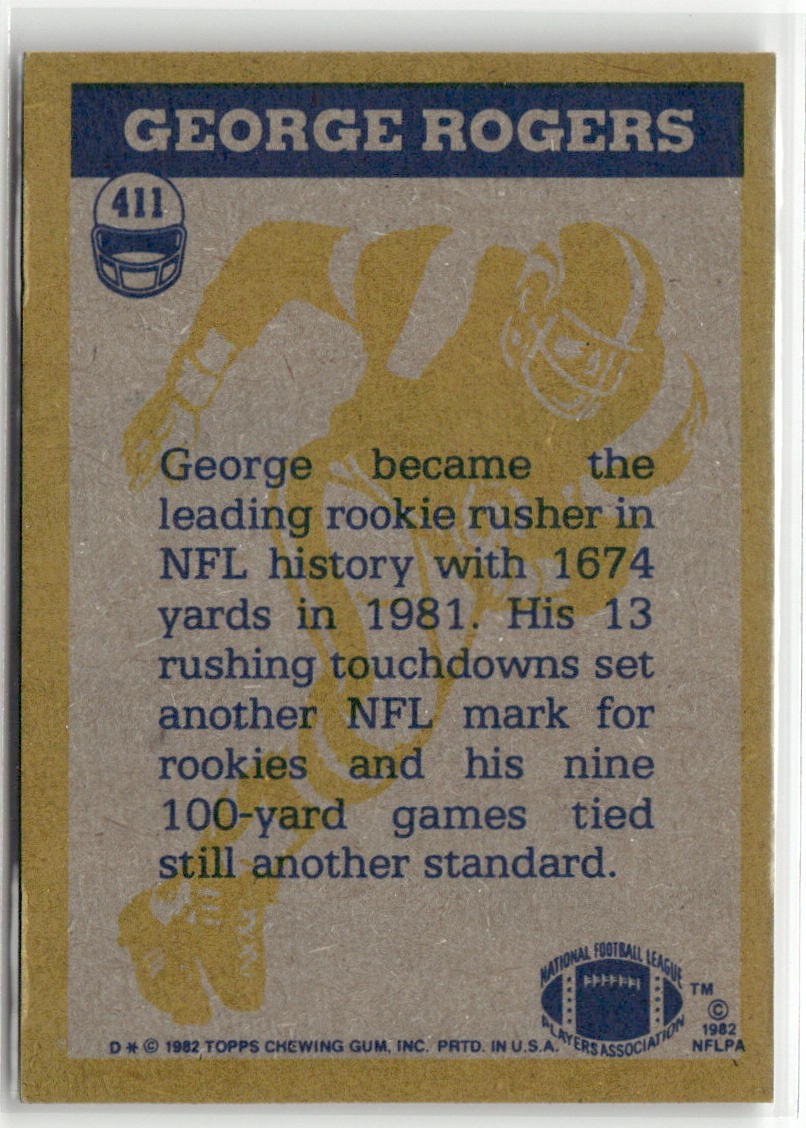 GEORGE ROGERS
411
George became the
leading rookie rusher in
NFL history with 1674
yards in 1981. His 13
rushing touchdowns set
another NFL mark for
rookies and his nine
100-yard games tied
still another standard.
NATIONAL FOOTBALL LEAGUE
PLAYERS ASSOCIATION
TM
©
1982
NFLPA
D * © 1982 TOPPS CHEWING GUM, INC. PRTD. IN U.S.A.